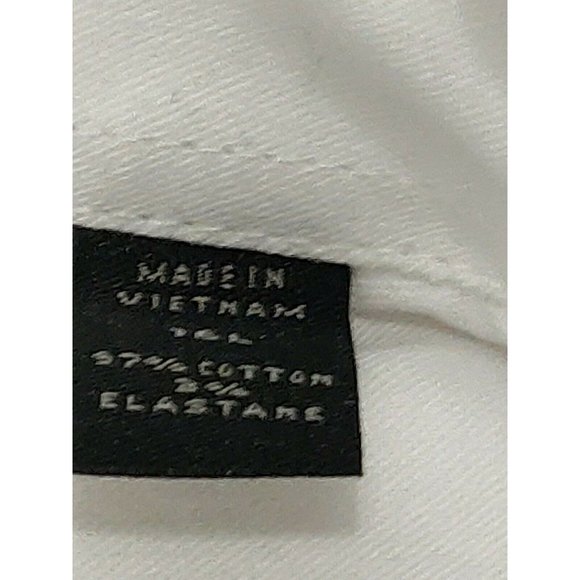 MADE IN
VIETNAM
16L
97% COTTON
3% ELASTANE